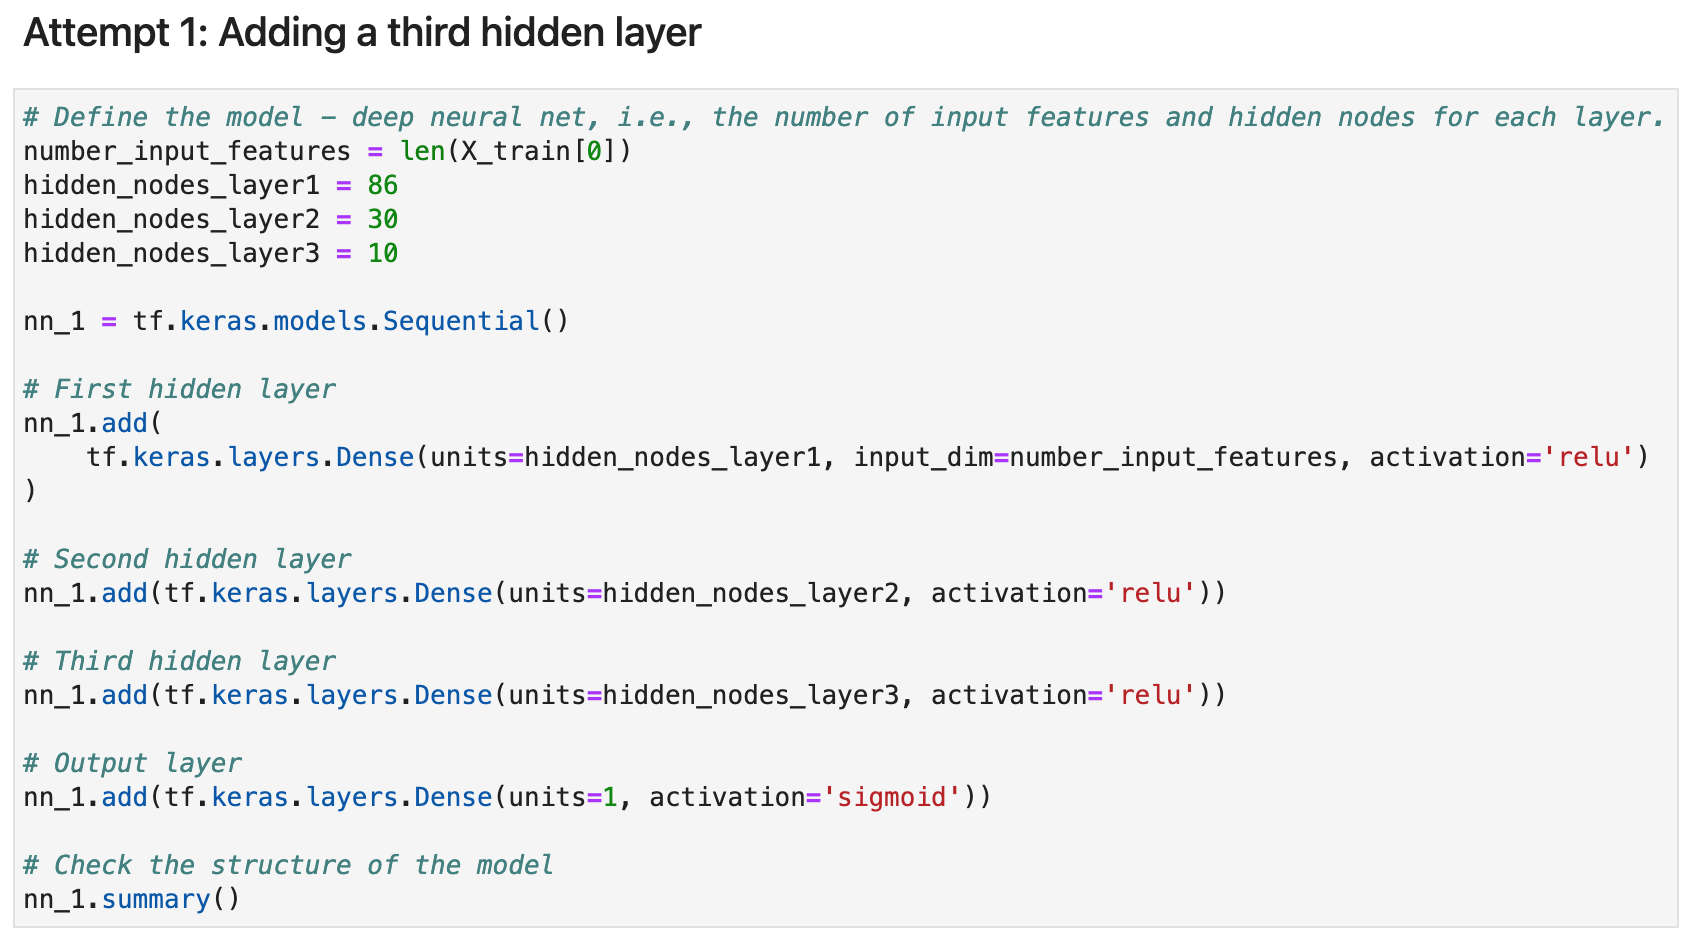 Attempt 1: Adding a third hidden layer
# Define the model – deep neural net, i.e., the number of input features and hidden nodes for each layer.
number_input_features = len(X_train[0])
hidden_nodes_layer1 = 86
hidden_nodes_layer2 = 30
hidden_nodes_layer3 = 10
nn_1 = tf.keras.models.Sequential()
# First hidden layer
nn_1.add(
    tf.keras.layers.Dense(units=hidden_nodes_layer1, input_dim=number_input_features, activation='relu')
)
# Second hidden layer
nn_1.add(tf.keras.layers.Dense(units=hidden_nodes_layer2, activation='relu'))
# Third hidden layer
nn_1.add(tf.keras.layers.Dense(units=hidden_nodes_layer3, activation='relu'))
# Output layer
nn_1.add(tf.keras.layers.Dense(units=1, activation='sigmoid'))
# Check the structure of the model
nn_1.summary()